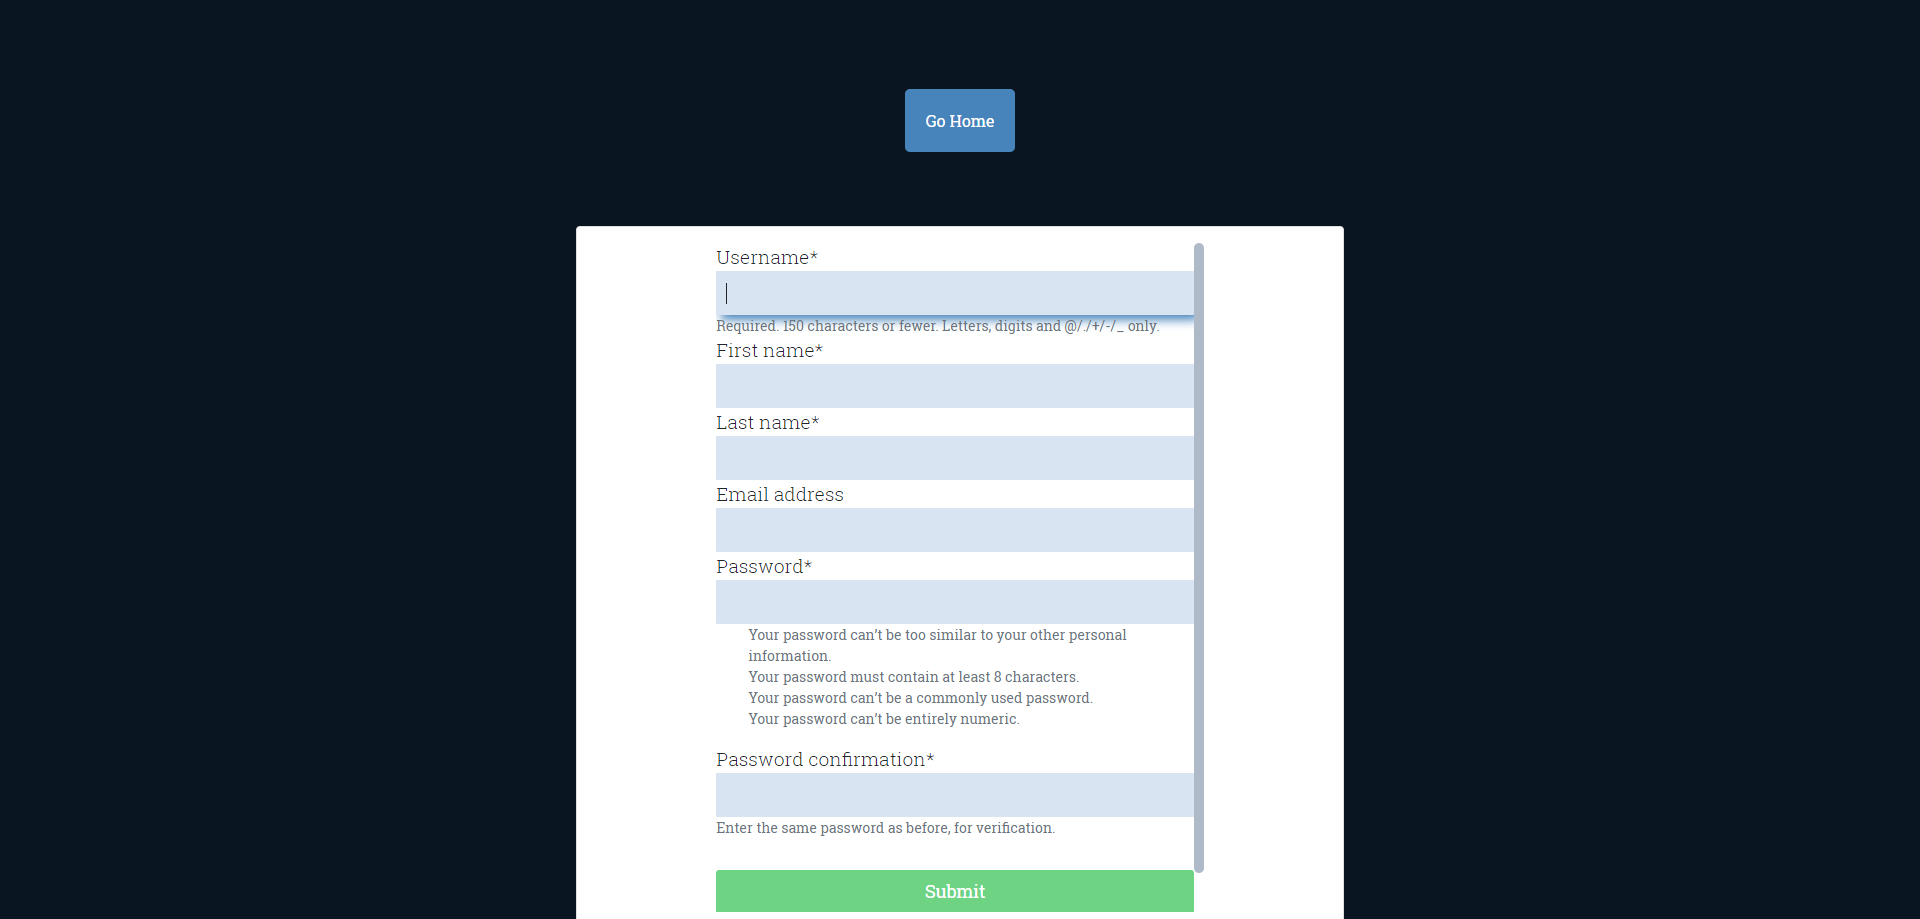 Go Home
Username*
Required. 150 characters or fewer. Letters, digits and @/./+/-/_ only.
First name*
Last name*
Email address
Password*
Your password can’t be too similar to your other personal
information.
Your password must contain at least 8 characters.
Your password can’t be a commonly used password.
Your password can’t be entirely numeric.
Password confirmation*
Enter the same password as before, for verification.
Submit